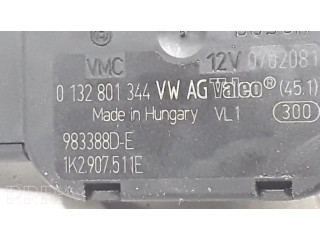 VMC 12V 0762081
0 132 801 344 VW AG Valeo® (45.1)
Made in Hungary VL1 300
983388D-E
1K2.907.511E